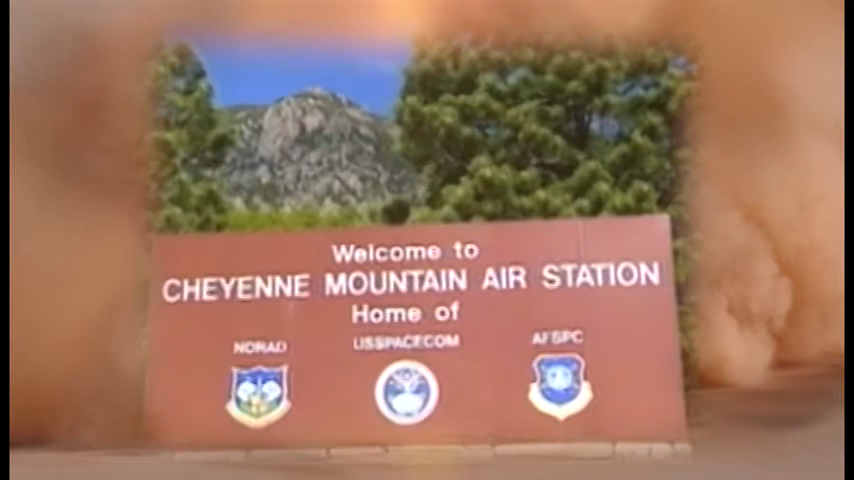 Welcome to
CHEYENNE MOUNTAIN AIR STATION
Home of
NORAD USSPACECOM AFSPC